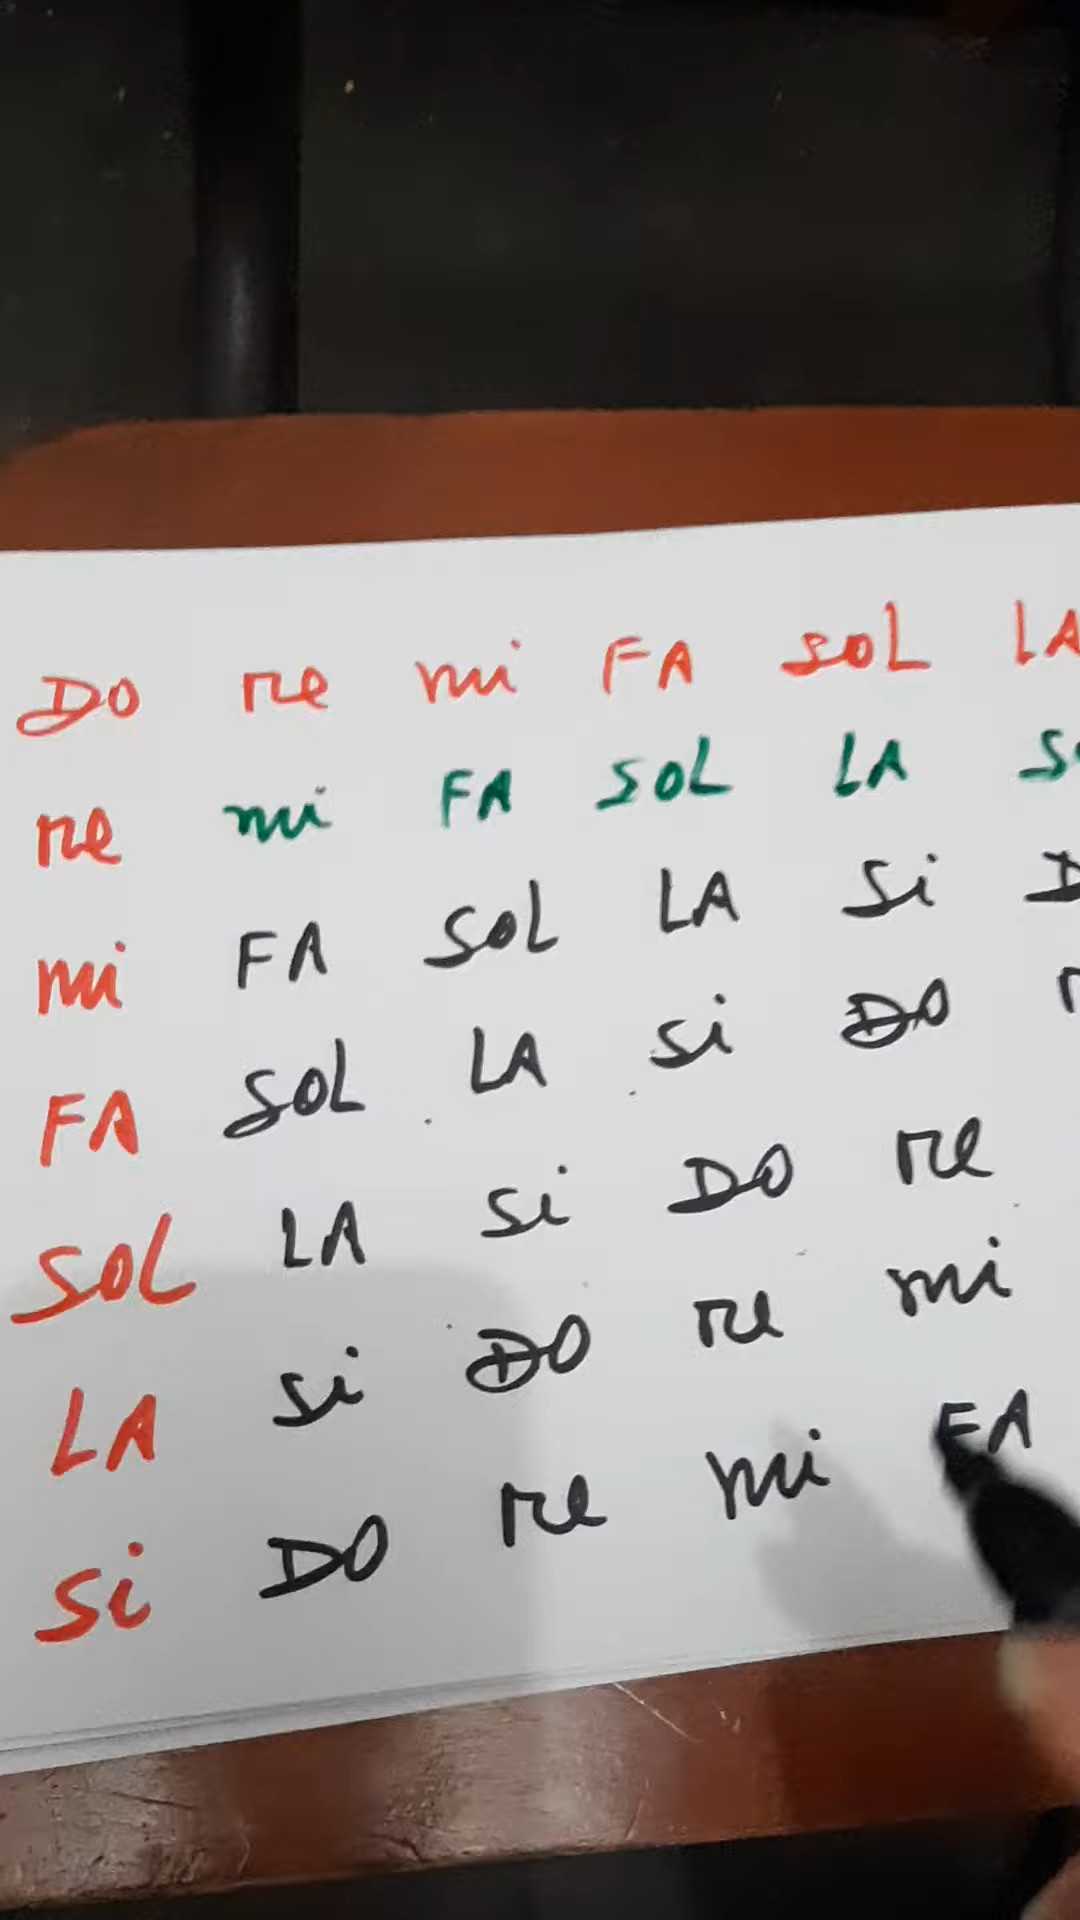 DO re mi FA SOL LA
re mi FA SOL LA
mi FA SOL LA Si
FA SOL LA Si DO
SOL LA Si DO re
LA Si DO re mi
Si DO re mi FA